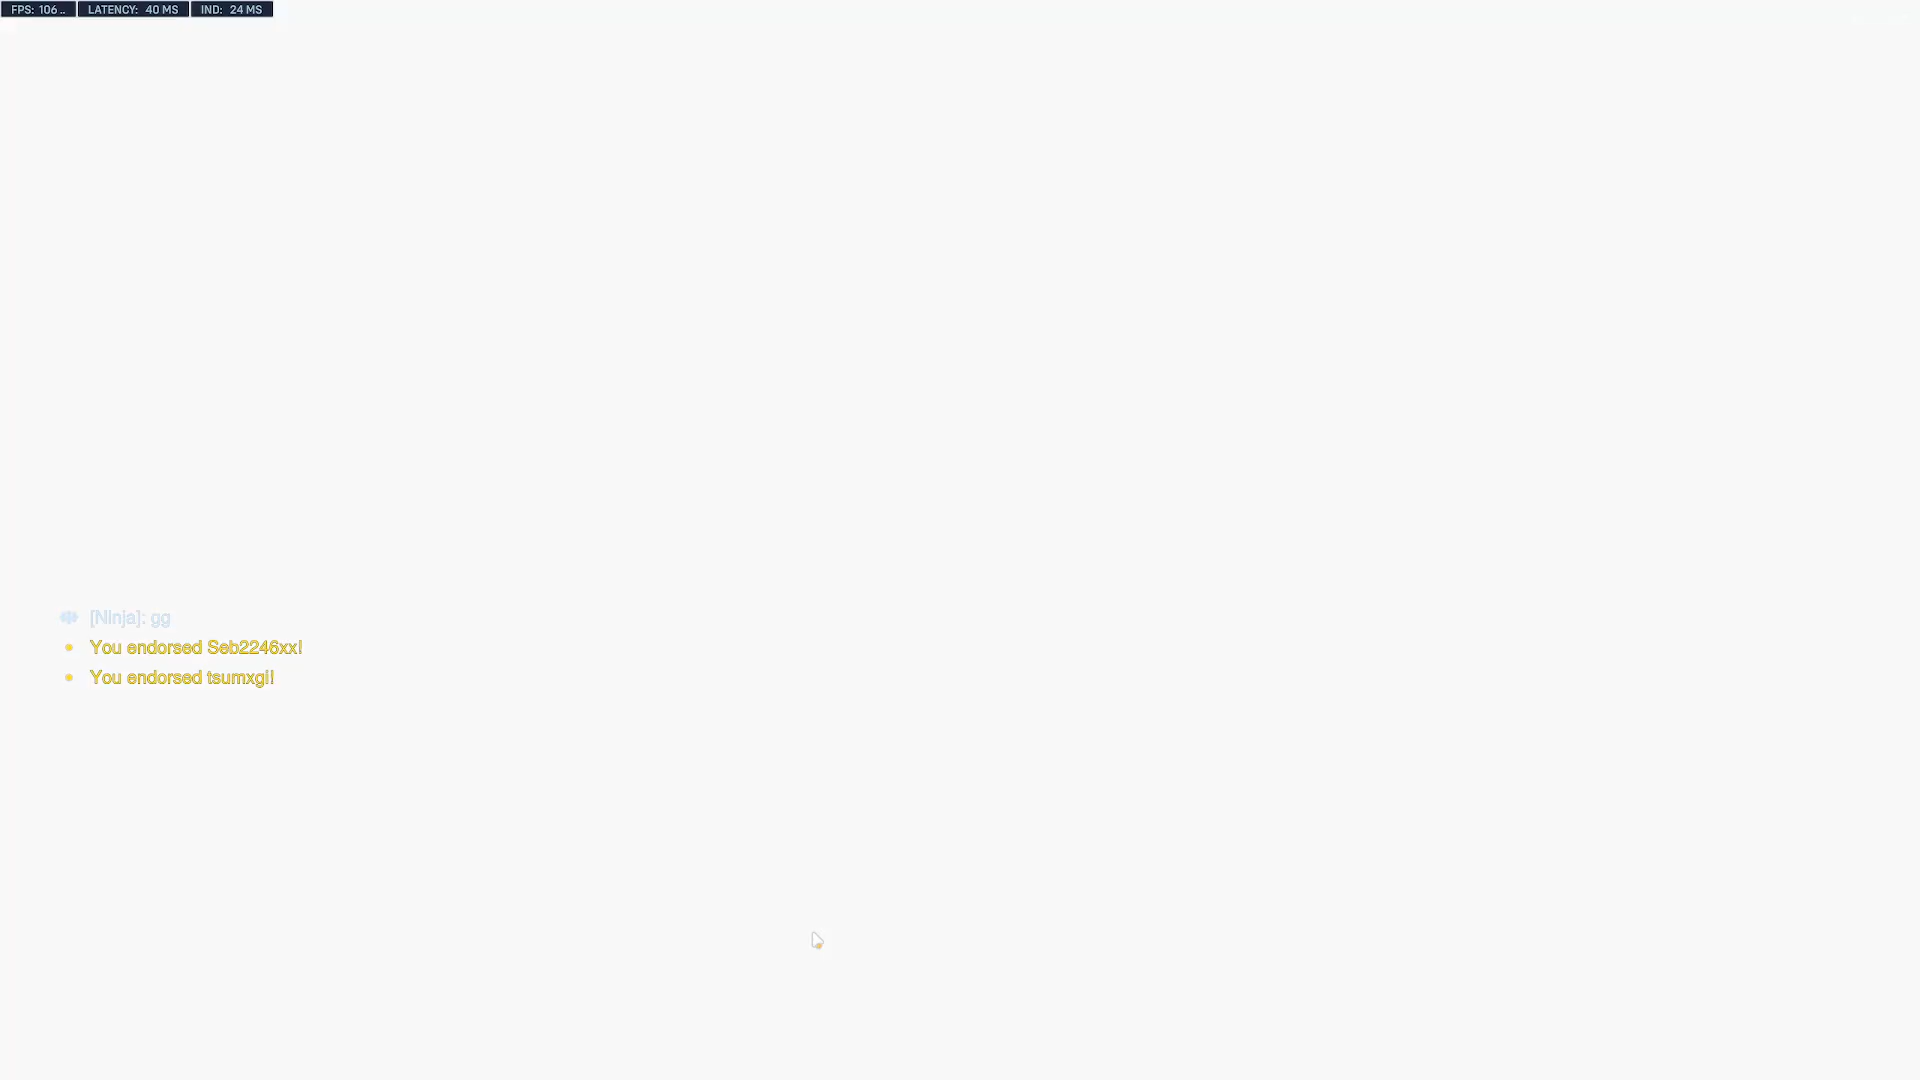 FPS: 106 .. LATENCY: 40 MS IND: 24 MS
[Ninja]: gg
You endorsed Seb2246xx!
You endorsed tsumxgl!